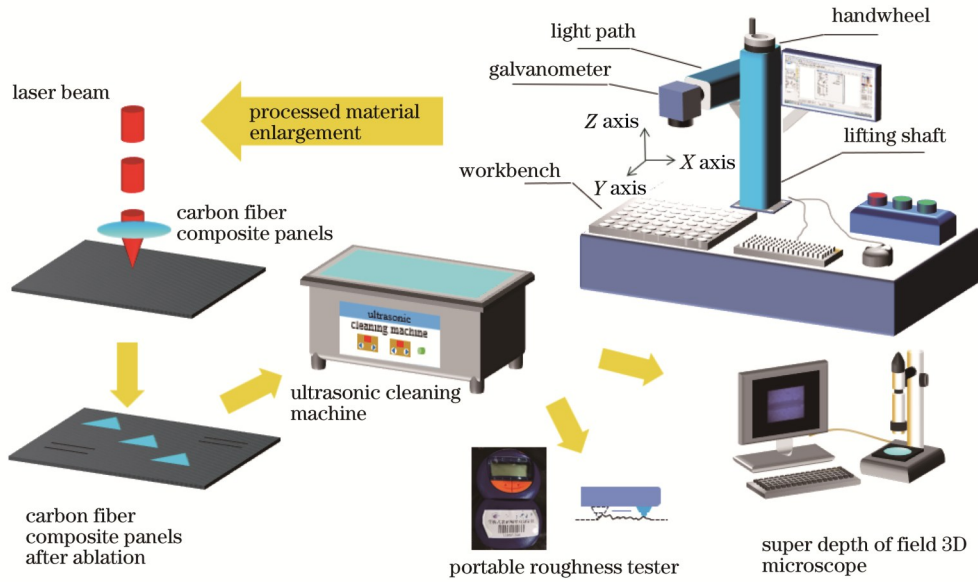 handwheel
light path
galvanometer
laser beam
processed material
enlargement
Z axis
X axis
Y axis
lifting shaft
workbench
carbon fiber
composite panels
ultrasonic
cleaning machine
ultrasonic cleaning
machine
carbon fiber
composite panels
after ablation
portable roughness tester
super depth of field 3D
microscope